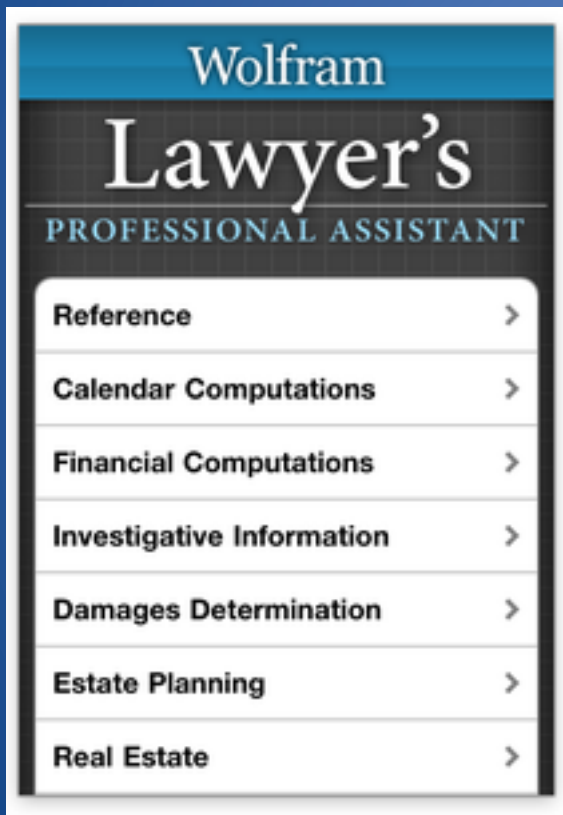 Wolfram
Lawyer's
PROFESSIONAL ASSISTANT
Reference
Calendar Computations
Financial Computations
Investigative Information
Damages Determination
Estate Planning
Real Estate